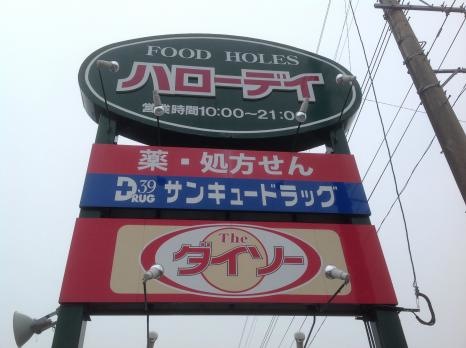 FOOD HOLES
ハローデイ
営業時間10:00～21:00
薬・処方せん
D39 DRUG サンキュードラッグ
The
ダイソー